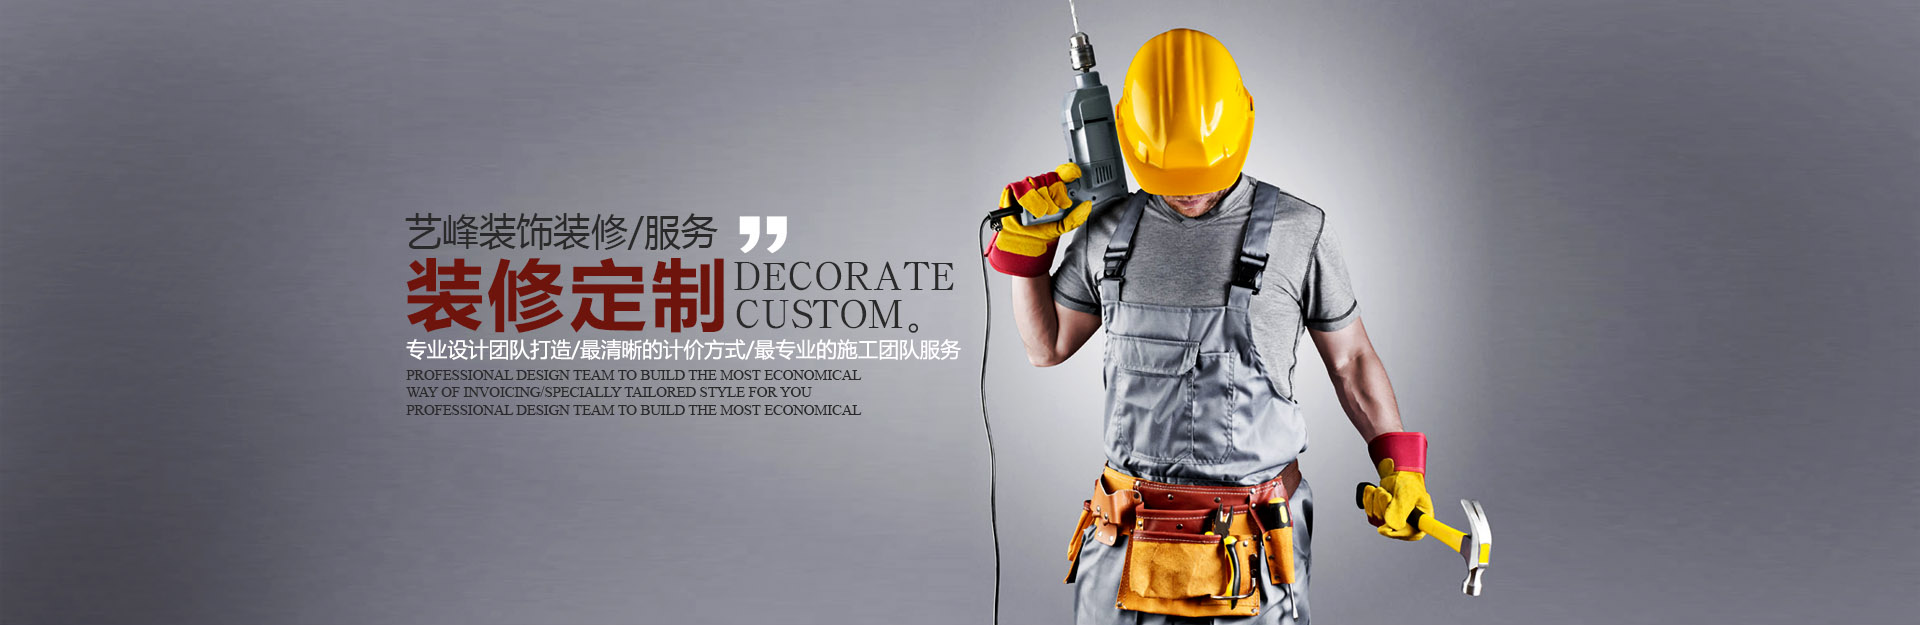 艺峰装饰装修/服务 ”
装修定制
DECORATE
CUSTOM。
专业设计团队打造/最清晰的计价方式/最专业的施工团队服务
PROFESSIONAL DESIGN TEAM TO BUILD THE MOST ECONOMICAL
WAY OF INVOICING/SPECIALLY TAILORED STYLE FOR YOU
PROFESSIONAL DESIGN TEAM TO BUILD THE MOST ECONOMICAL